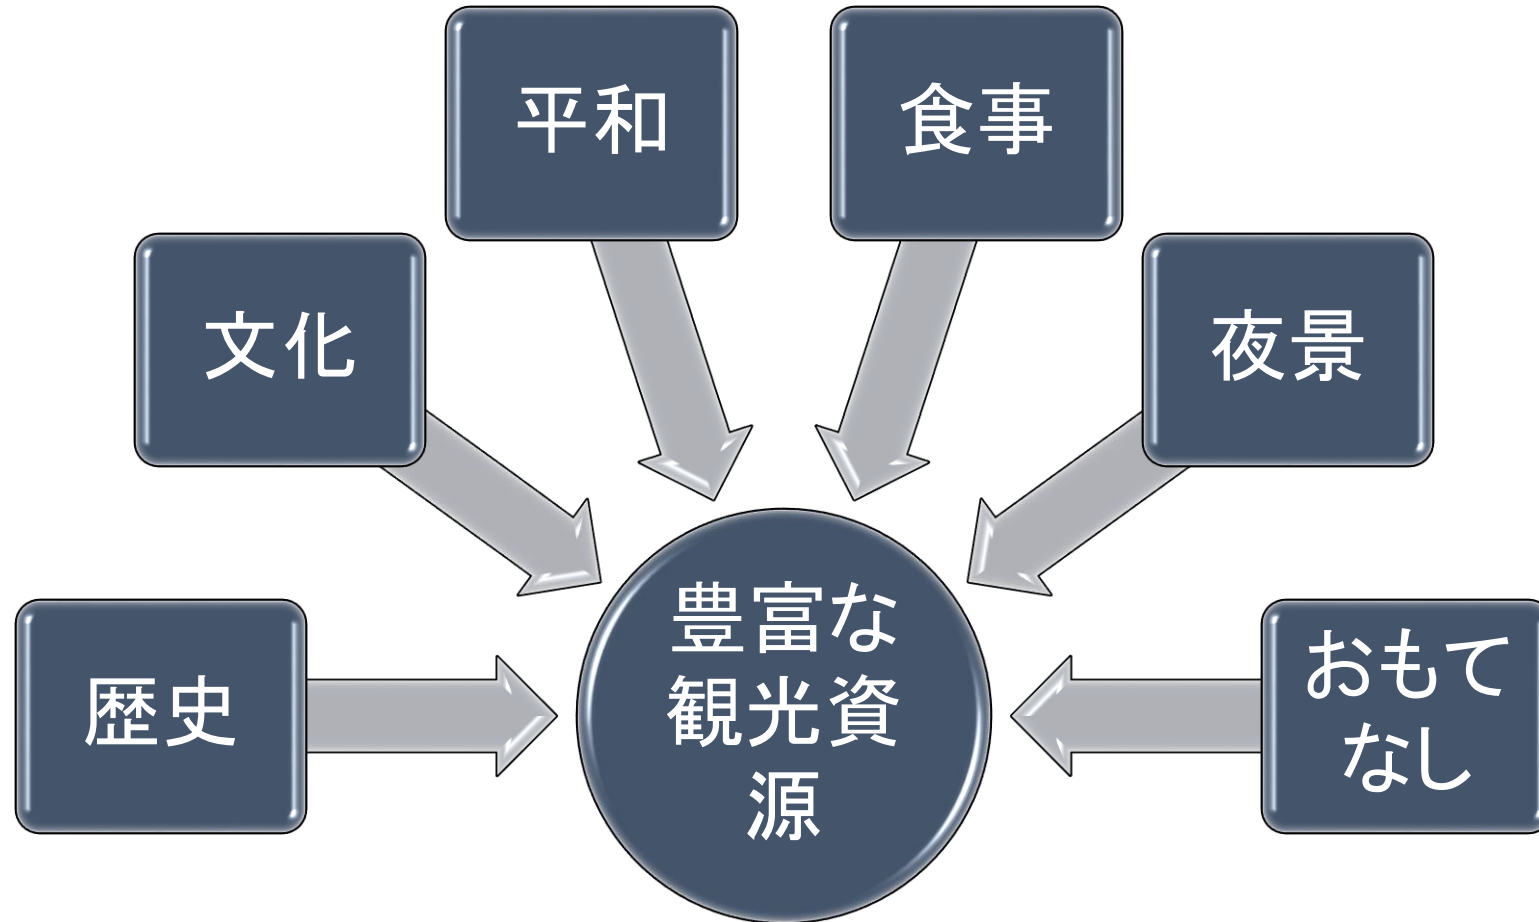 平和
食事
文化
夜景
歴史
豊富な
観光資
源
おもて
なし